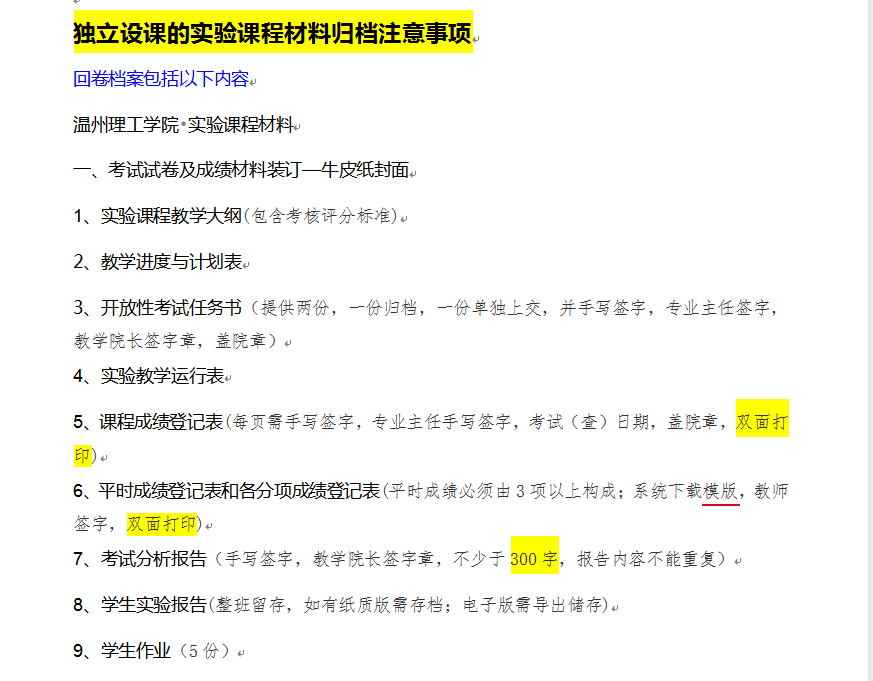 独立设课的实验课程材料归档注意事项
回卷档案包括以下内容
温州理工学院·实验课程材料
一、考试试卷及成绩材料装订—牛皮纸封面
1、实验课程教学大纲(包含考核评分标准)
2、教学进度与计划表
3、开放性考试任务书（提供两份，一份归档，一份单独上交，并手写签字，专业主任签字，
教学院长签字章，盖院章）
4、实验教学运行表
5、课程成绩登记表(每页需手写签字，专业主任手写签字，考试（查）日期，盖院章，双面打
印)
6、平时成绩登记表和各分项成绩登记表(平时成绩必须由 3 项以上构成；系统下载模版，教师
签字，双面打印)
7、考试分析报告（手写签字，教学院长签字章，不少于 300 字，报告内容不能重复）
8、学生实验报告(整班留存，如有纸质版需存档；电子版需导出储存)
9、学生作业（5 份）